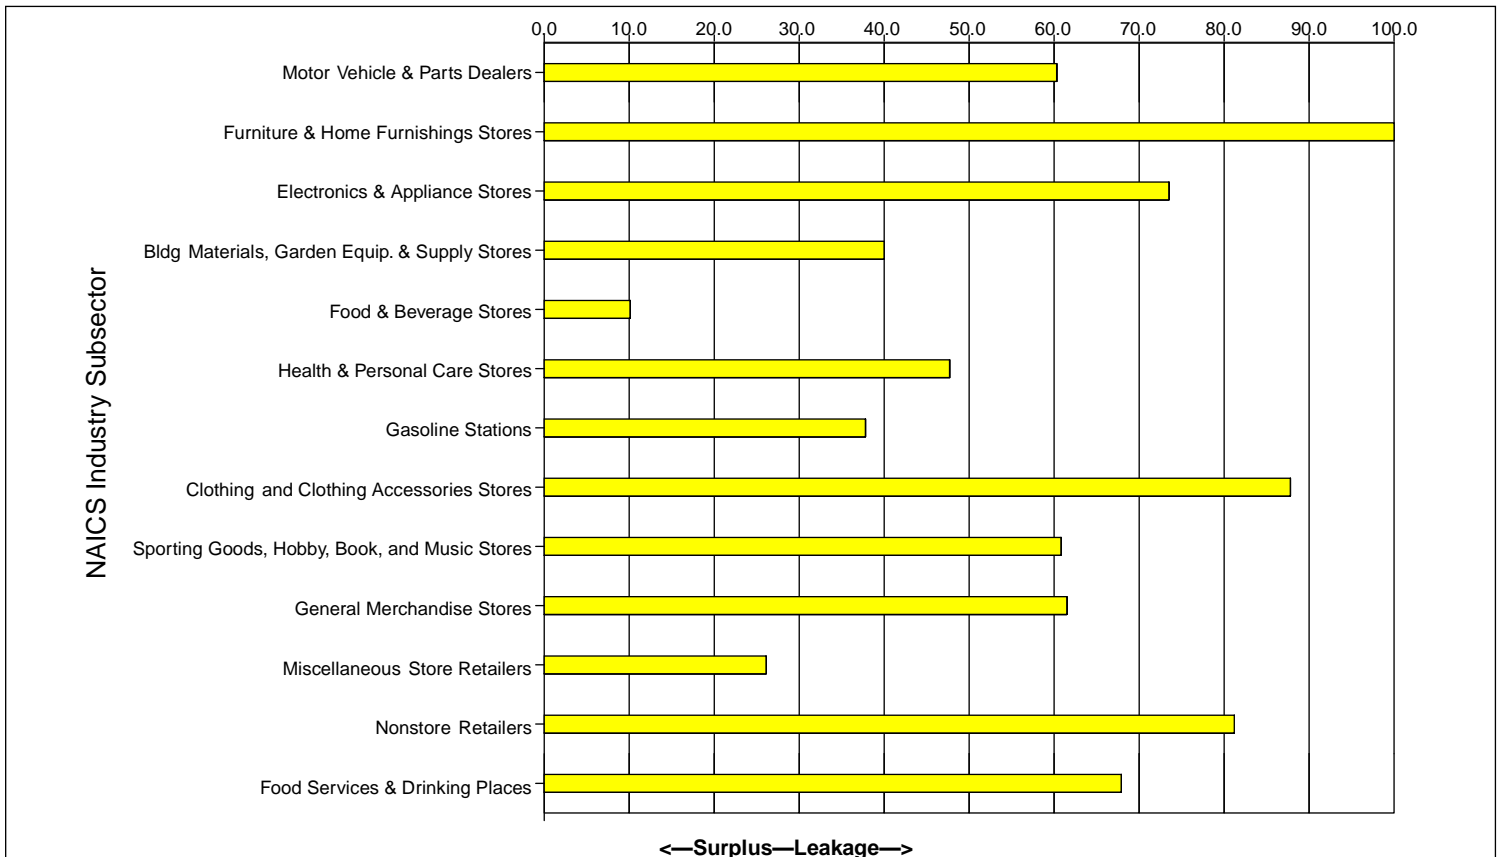 0.0 10.0 20.0 30.0 40.0 50.0 60.0 70.0 80.0 90.0 100.0
Motor Vehicle & Parts Dealers
Furniture & Home Furnishings Stores
Electronics & Appliance Stores
Bldg Materials, Garden Equip. & Supply Stores
Food & Beverage Stores
Health & Personal Care Stores
Gasoline Stations
Clothing and Clothing Accessories Stores
Sporting Goods, Hobby, Book, and Music Stores
General Merchandise Stores
Miscellaneous Store Retailers
Nonstore Retailers
Food Services & Drinking Places
NAICS Industry Subsector
<—Surplus—Leakage—>